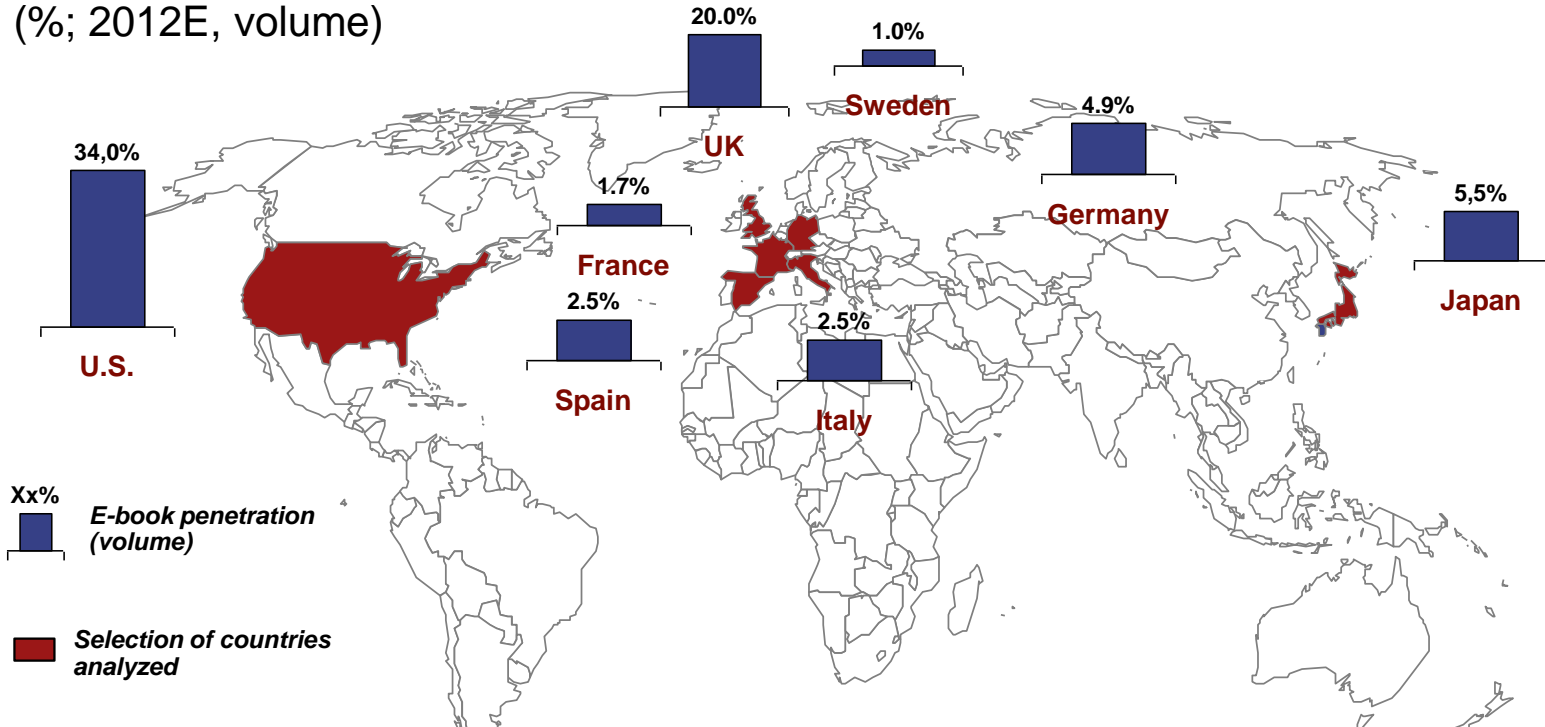 (%; 2012E, volume)
20.0%
UK
1.0%
Sweden
4.9%
Germany
34,0%
U.S.
1.7%
France
5,5%
Japan
2.5%
Spain
2.5%
Italy
Xx%
E-book penetration
(volume)
Selection of countries
analyzed